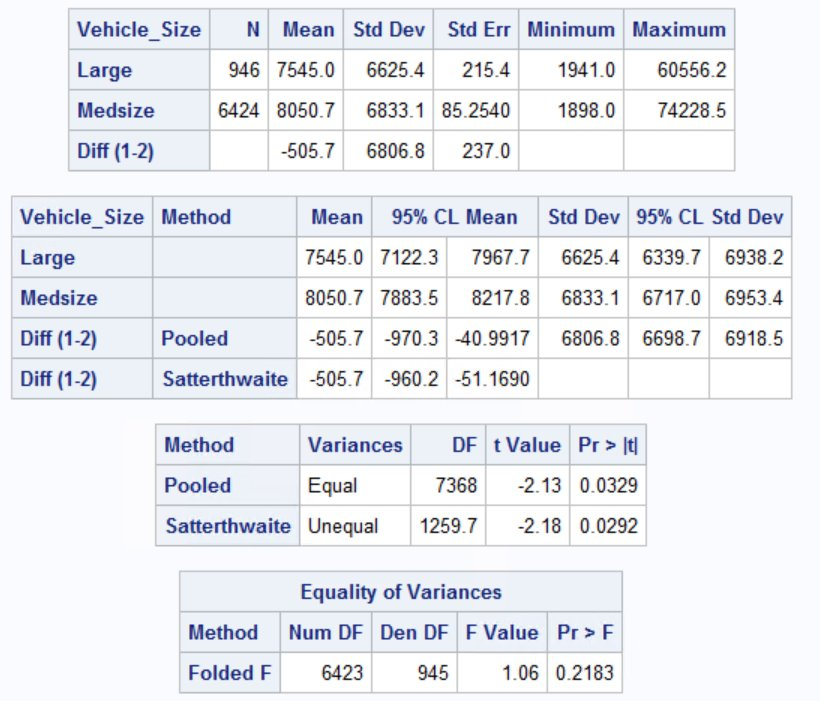 Vehicle_Size N Mean Std Dev Std Err Minimum Maximum
Large 946 7545.0 6625.4 215.4 1941.0 60556.2
Medsize 6424 8050.7 6833.1 85.2540 1898.0 74228.5
Diff (1-2) -505.7 6806.8 237.0
Vehicle_Size Method Mean 95% CL Mean Std Dev 95% CL Std Dev
Large 7545.0 7122.3 7967.7 6625.4 6339.7 6938.2
Medsize 8050.7 7883.5 8217.8 6833.1 6717.0 6953.4
Diff (1-2) Pooled -505.7 -970.3 -40.9917 6806.8 6698.7 6918.5
Diff (1-2) Satterthwaite -505.7 -960.2 -51.1690
Method Variances DF t Value Pr > |t|
Pooled Equal 7368 -2.13 0.0329
Satterthwaite Unequal 1259.7 -2.18 0.0292
Equality of Variances
Method Num DF Den DF F Value Pr > F
Folded F 6423 945 1.06 0.2183